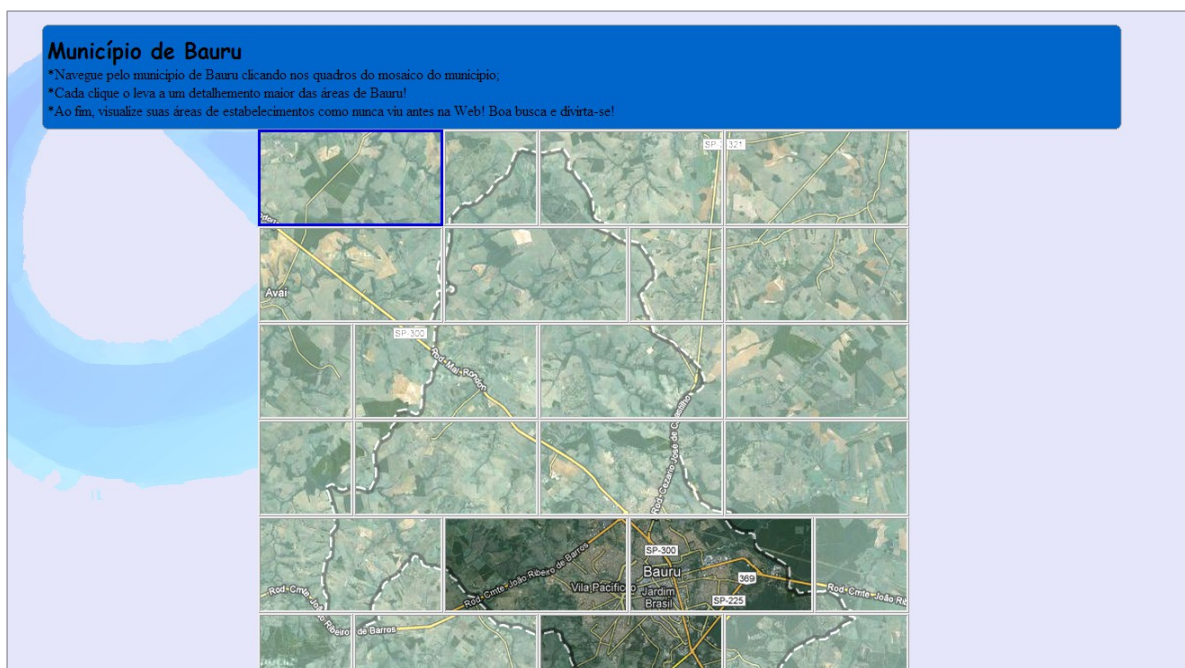 Município de Bauru
*Navegue pelo município de Bauru clicando nos quadros do mosaico do município;
*Cada clique o leva a um detalhemento maior das áreas de Bauru!
*Ao fim, visualize suas áreas de estabelecimentos como nunca viu antes na Web! Boa busca e divirta-se!
SP- 321
Avaí
SP-300
Rod-Mal-Rondon
Rod-Cezario José de Castilho
Rod-Cmte-João Ribeiro de Barros
SP-300
Bauru
369
Vila Pacífico
Jardim
Brasil
SP-225
Rod-Cmte-João Ribeiro de Barros
Rod-Cmte-João Rib